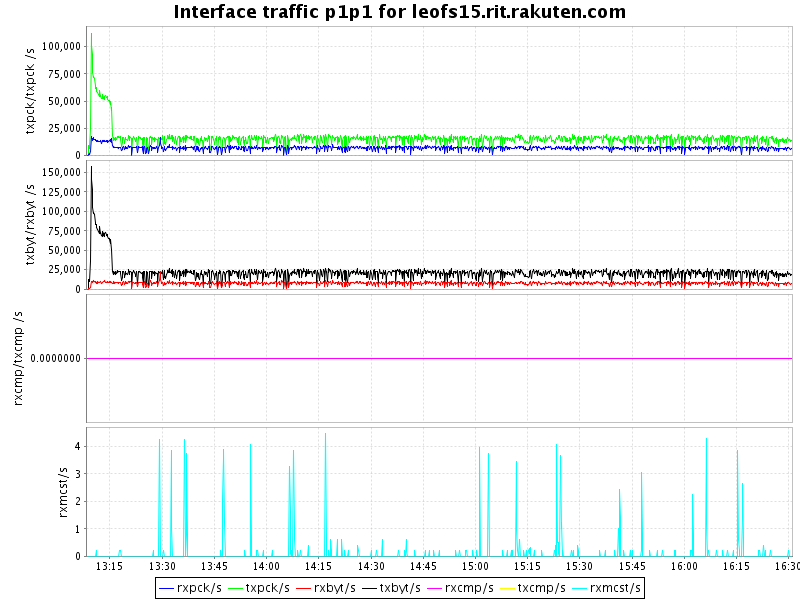 Interface traffic p1p1 for leofs15.rit.rakuten.com
txpck/txpck /s
100,000
75,000
50,000
25,000
0
txbyt/rxbyt /s
150,000
125,000
100,000
75,000
50,000
25,000
0
rxcmp/txcmp /s
0.0000000
rxmcst/s
4
3
2
1
0
13:15 13:30 13:45 14:00 14:15 14:30 14:45 15:00 15:15 15:30 15:45 16:00 16:15 16:30
rxpck/s txpck/s rxbyt/s txbyt/s rxcmp/s txcmp/s rxmcst/s